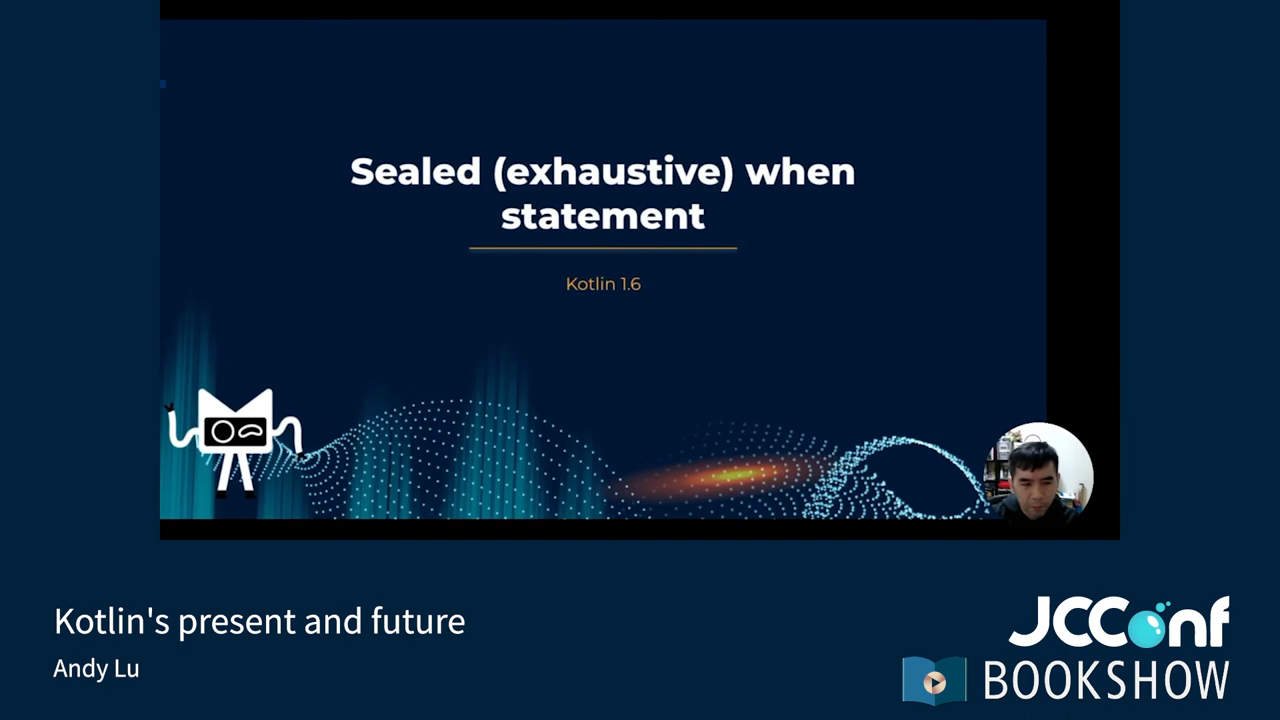 Sealed (exhaustive) when
statement
Kotlin 1.6
Kotlin's present and future
Andy Lu
JCConf
BOOKSHOW